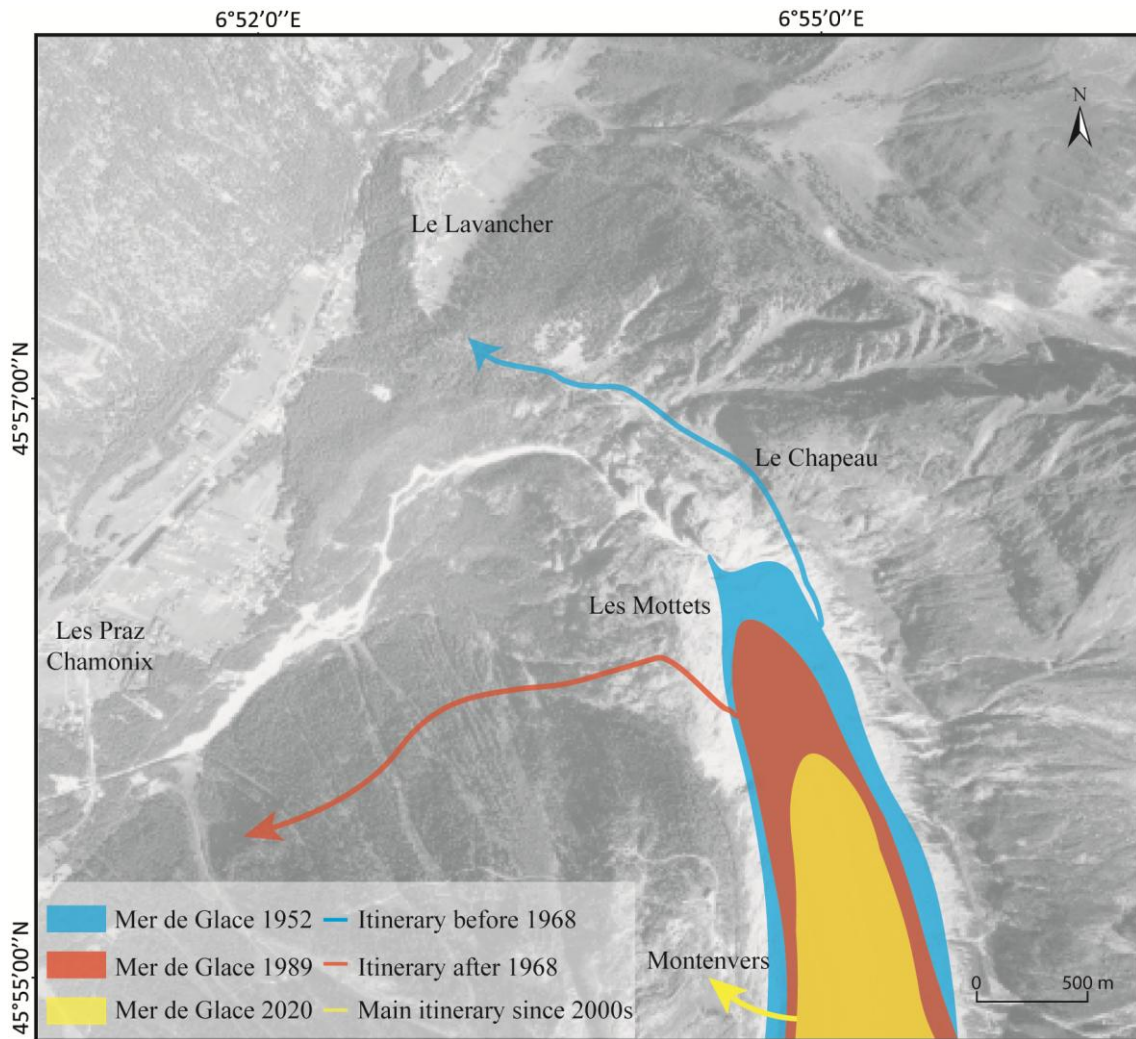 6°52'0''E
6°55'0''E
N
Le Lavancher
45°57'00''N
Le Chapeau
Les Mottets
Les Praz
Chamonix
Mer de Glace 1952
Itinerary before 1968
Mer de Glace 1989
Itinerary after 1968
Mer de Glace 2020
Main itinerary since 2000s
Montenvers
45°55'00''N
0 500 m